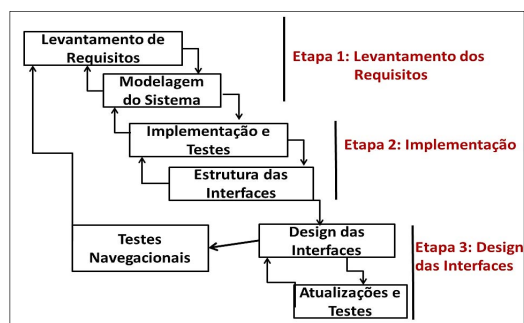 Levantamento de
Requisitos
Etapa 1: Levantamento dos
Requisitos
Modelagem
do Sistema
Implementação e
Testes
Etapa 2: Implementação
Estrutura das
Interfaces
Testes
Navegacionais
Design das
Interfaces
Etapa 3: Design
das Interfaces
Atualizações e
Testes